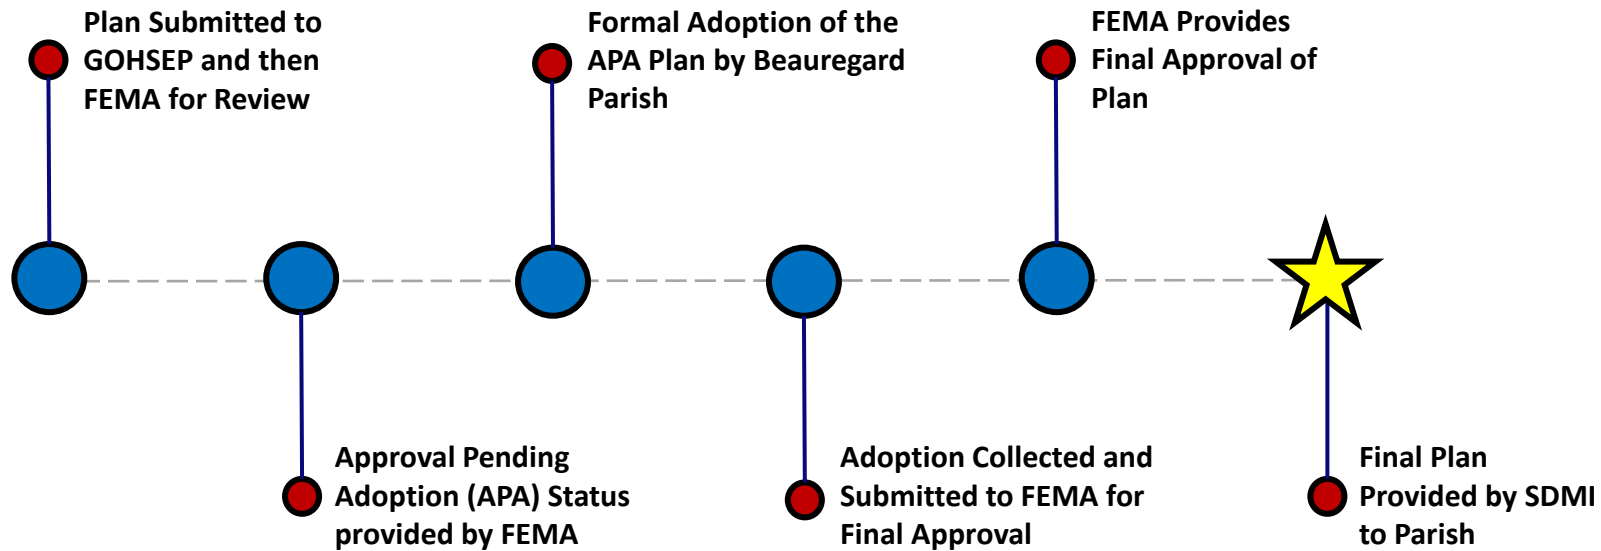 Plan Submitted to
GOHSEP and then
FEMA for Review
Approval Pending
Adoption (APA) Status
provided by FEMA
Formal Adoption of the
APA Plan by Beauregard
Parish
Adoption Collected and
Submitted to FEMA for
Final Approval
FEMA Provides
Final Approval of
Plan
Final Plan
Provided by SDMI
to Parish